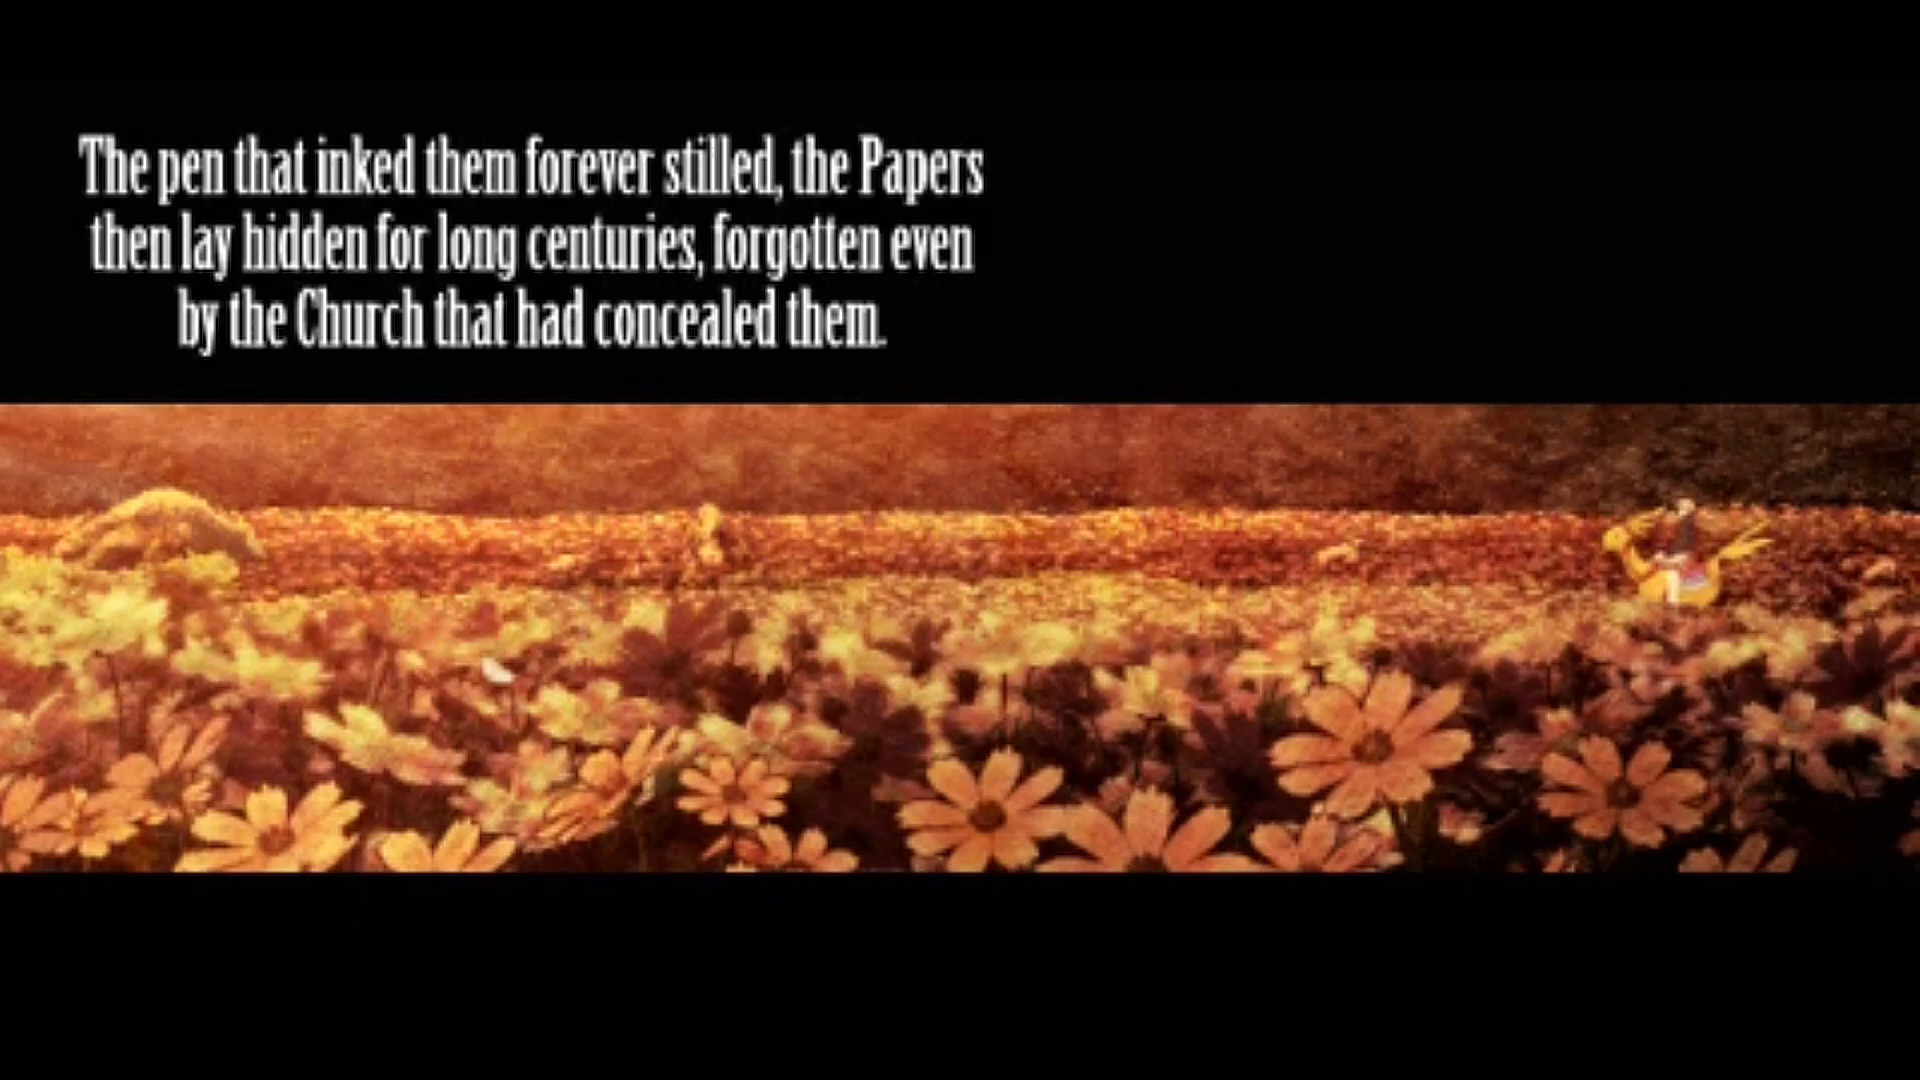 The pen that inked them forever stilled, the Papers
then lay hidden for long centuries, forgotten even
by the Church that had concealed them.